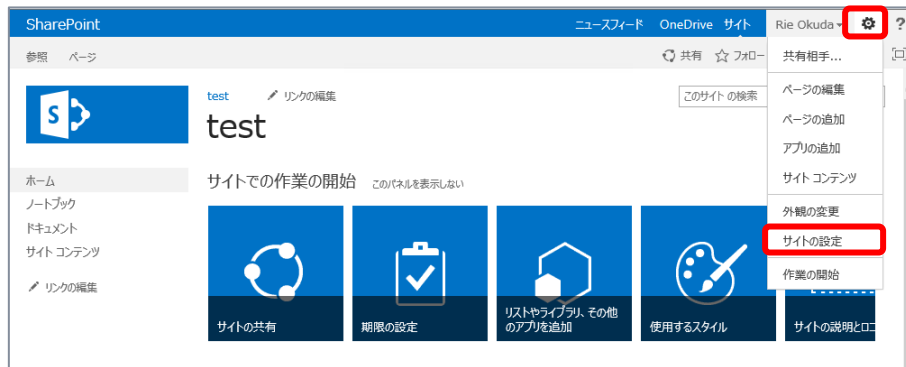 SharePoint
ニュースフィード OneDrive サイト Rie Okuda ?
参照 ページ
共有 フォロー
共有相手...
ページの編集
ページの追加
アプリの追加
サイト コンテンツ
外観の変更
サイトの設定
作業の開始
S
test リンクの編集
test
このサイト の検索
ホーム
ノートブック
ドキュメント
サイト コンテンツ
リンクの編集
サイトでの作業の開始 このパネルを表示しない
サイトの共有
期限の設定
リストやライブラリ、その他
のアプリを追加
使用するスタイル
サイトの説明とロゴ